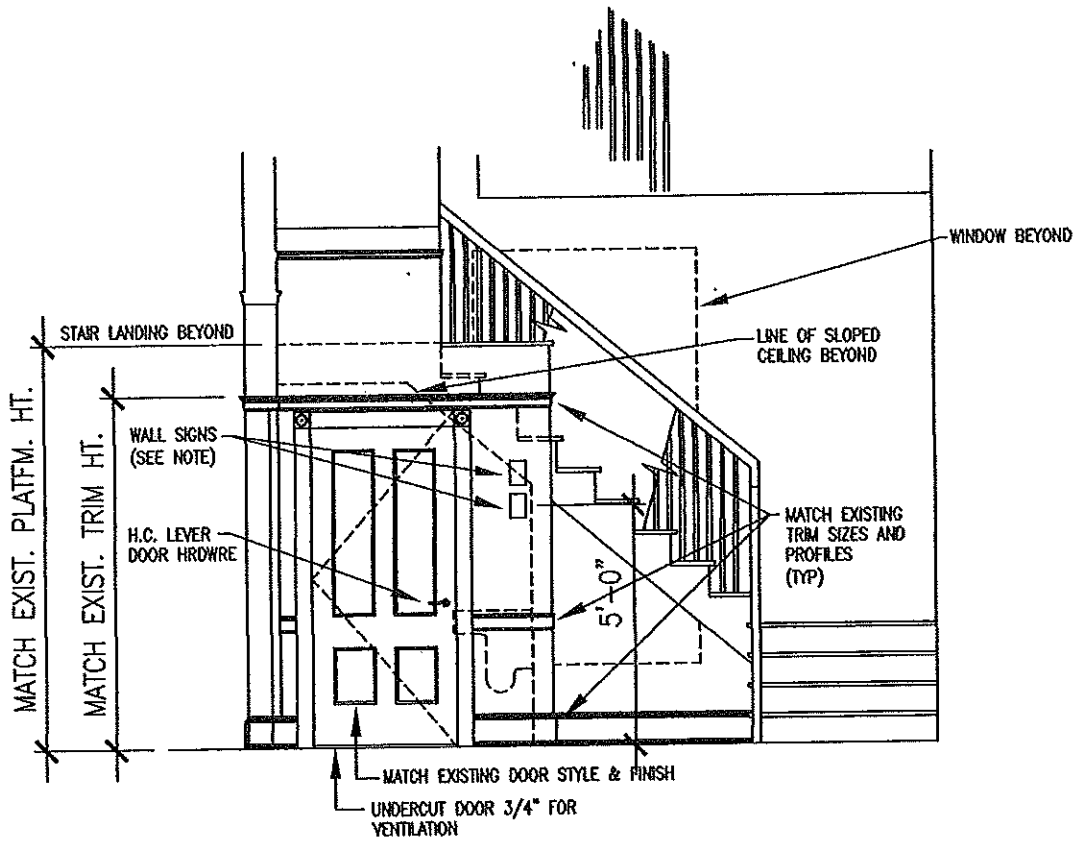 WINDOW BEYOND
STAIR LANDING BEYOND
LINE OF SLOPED
CEILING BEYOND
MATCH EXIST. PLATFM. HT.
MATCH EXIST. TRIM HT.
WALL SIGNS
(SEE NOTE)
H.C. LEVER
DOOR HRDWRE
MATCH EXISTING
TRIM SIZES AND
PROFILES
(TYP)
5'-0"
MATCH EXISTING DOOR STYLE & FINISH
UNDERCUT DOOR 3/4" FOR
VENTILATION